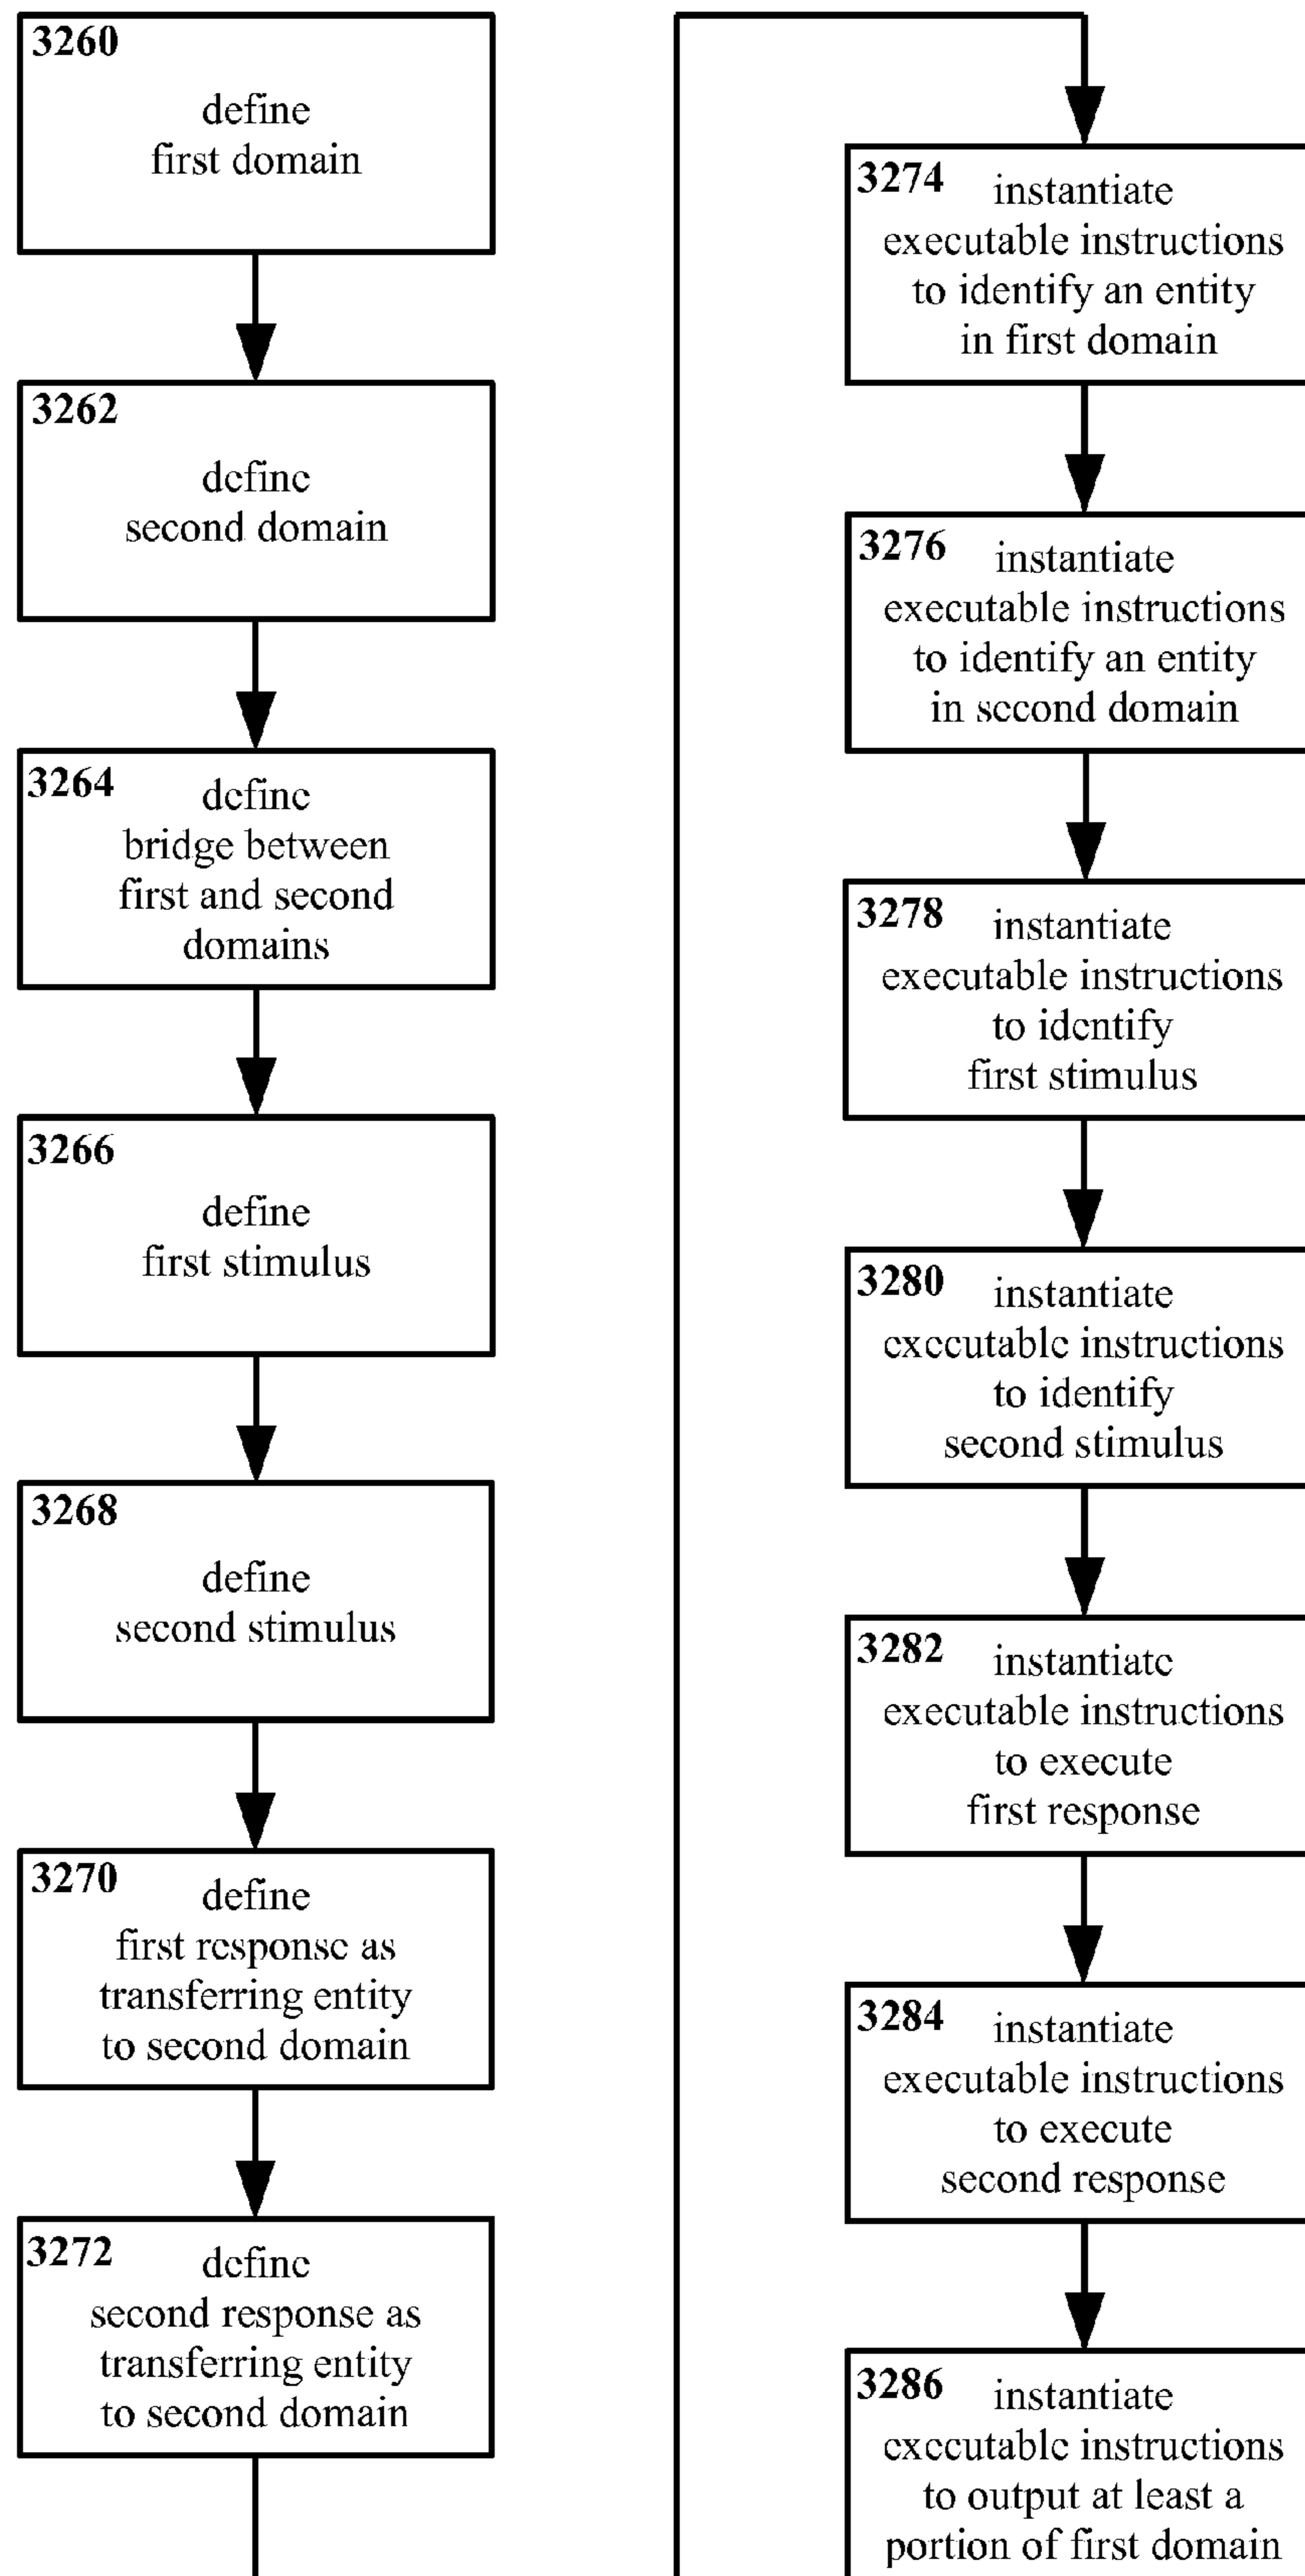 3260
define
first domain
3262
define
second domain
3264
define
bridge between
first and second
domains
3266
define
first stimulus
3268
define
second stimulus
3270
define
first response as
transferring entity
to second domain
3272
define
second response as
transferring entity
to second domain
3274 instantiate
executable instructions
to identify an entity
in first domain
3276 instantiate
executable instructions
to identify an entity
in second domain
3278 instantiate
executable instructions
to identify
first stimulus
3280 instantiate
executable instructions
to identify
second stimulus
3282 instantiate
executable instructions
to execute
first response
3284 instantiate
executable instructions
to execute
second response
3286 instantiate
executable instructions
to output at least a
portion of first domain